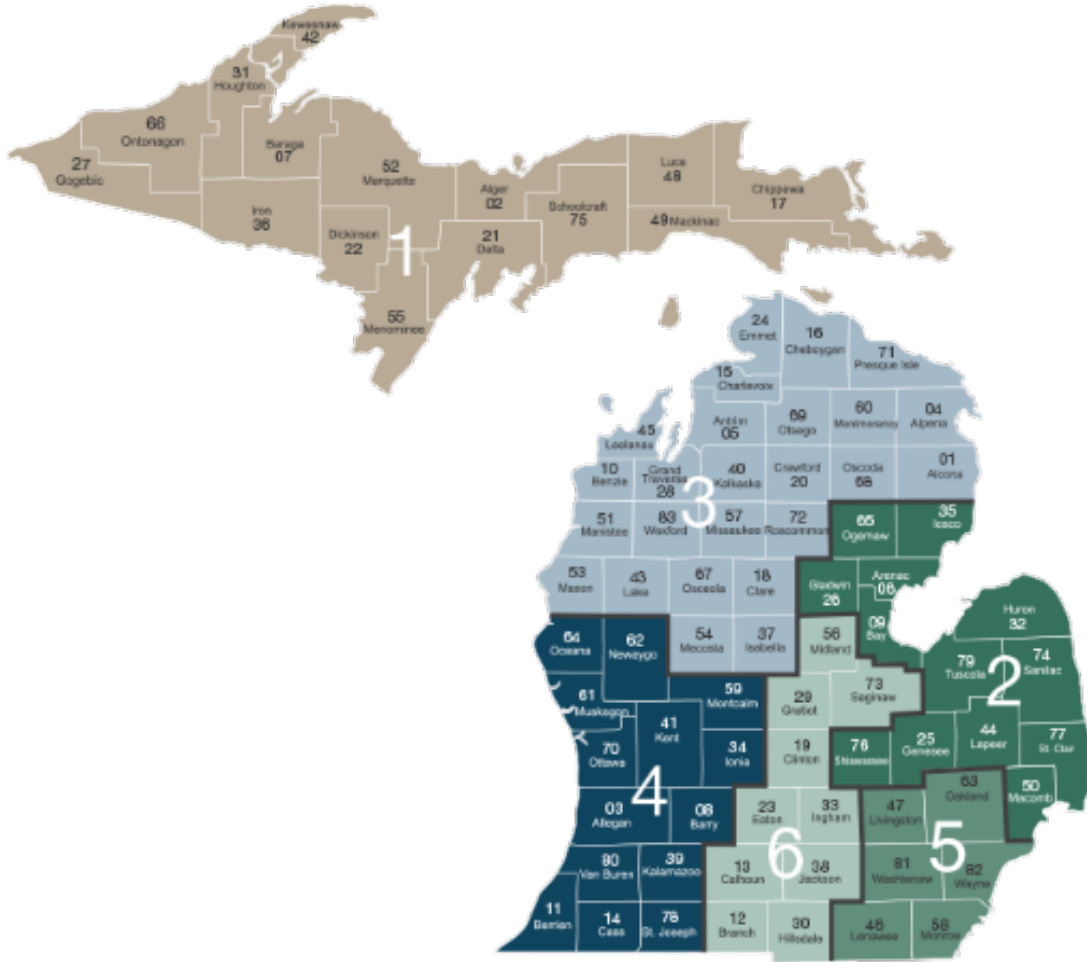 Keweenaw
42
31
Houghton
66
Ontonagon
Baraga
07
27
Gogebic
52
Marquette
Luce
48
Alger
02
Chippewa
17
Iron
36
Schoolcraft
75
49 Mackinac
Dickinson
22
1
21
Delta
55
Menominee
24
Emmet
16
Cheboygan
71
Presque Isle
15
Charlevoix
Antrim
05
69
Otsego
60
Montmorency
04
Alpena
45
Leelanau
10
Benzie
Grand
Traverse
28
40
Kalkaska
Crawford
20
Oscoda
68
01
Alcona
3
51
Manistee
83
Wexford
57
Missaukee
72
Roscommon
65
Ogemaw
35
Iosco
53
Mason
43
Lake
67
Osceola
18
Clare
Gladwin
26
Arenac
06
Huron
32
64
Oceana
62
Newaygo
54
Mecosta
37
Isabella
56
Midland
09
Bay
79
Tuscola
74
Sanilac
2
61
Muskegon
59
Montcalm
29
Gratiot
73
Saginaw
41
Kent
70
Ottawa
34
Ionia
19
Clinton
76
Shiawassee
25
Genesee
44
Lapeer
77
St. Clair
4
03
Allegan
08
Barry
23
Eaton
33
Ingham
47
Livingston
63
Oakland
50
Macomb
6
5
80
Van Buren
39
Kalamazoo
13
Calhoun
38
Jackson
81
Washtenaw
82
Wayne
11
Berrien
14
Cass
78
St. Joseph
12
Branch
30
Hillsdale
46
Lenawee
58
Monroe